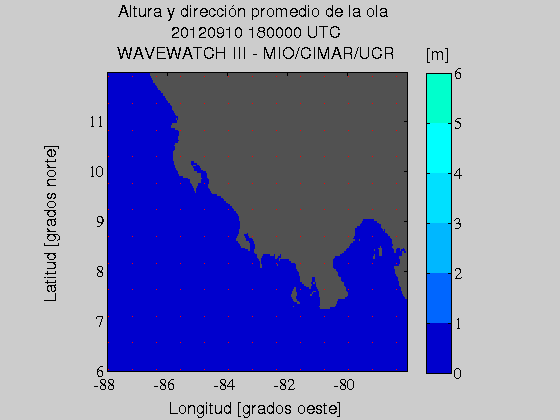 Altura y dirección promedio de la ola
20120910 180000 UTC
WAVEWATCH III - MIO/CIMAR/UCR
[m]
6
5
4
3
2
1
0
Latitud [grados norte]
11
10
9
8
7
6
-88 -86 -84 -82 -80
Longitud [grados oeste]